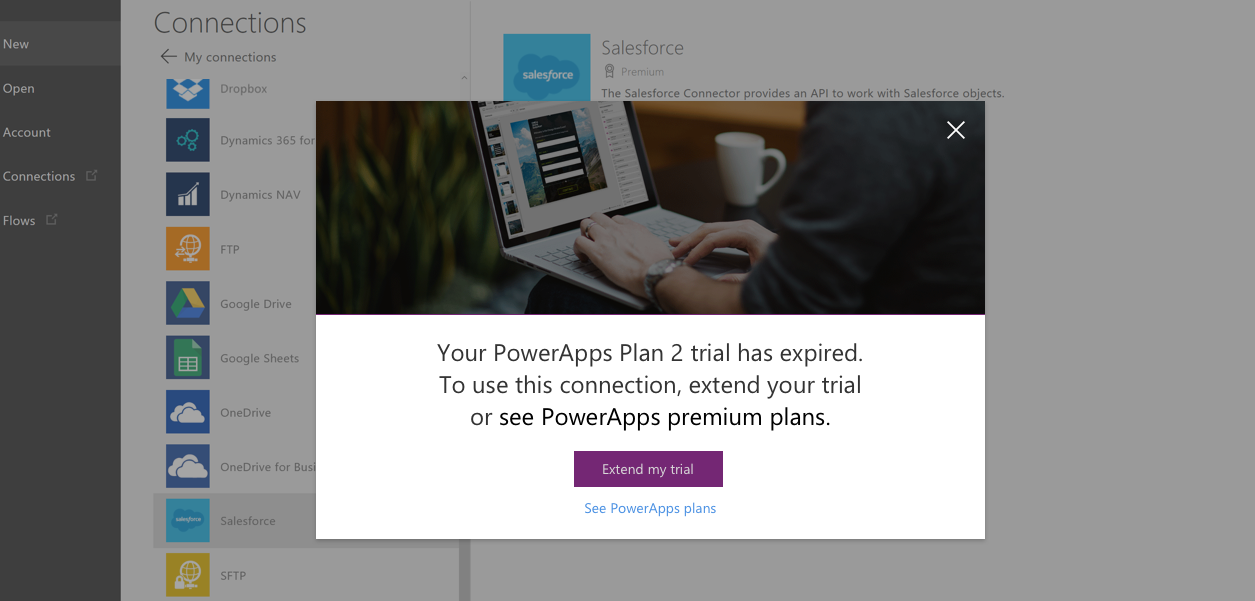 Connections
New
My connections
Open
Account
Connections
Flows
Dropbox
Dynamics 365 for
Dynamics NAV
FTP
Google Drive
Google Sheets
OneDrive
OneDrive for Busi
salesforce
Salesforce
SFTP
salesforce
Salesforce
Premium
The Salesforce Connector provides an API to work with Salesforce objects.
Your PowerApps Plan 2 trial has expired.
To use this connection, extend your trial
or see PowerApps premium plans.
Extend my trial
See PowerApps plans